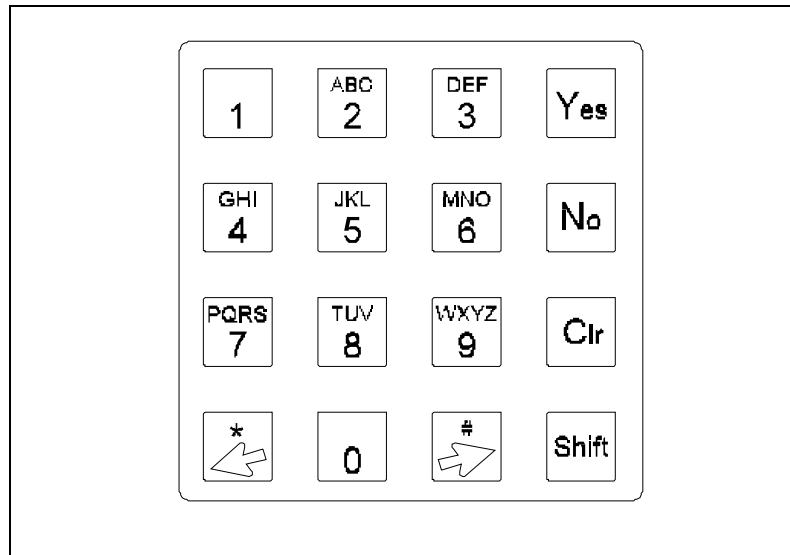 1
ABC
2
DEF
3
Yes
GHI
4
JKL
5
MNO
6
No
PQRS
7
TUV
8
WXYZ
9
Clr
*
0
#
Shift